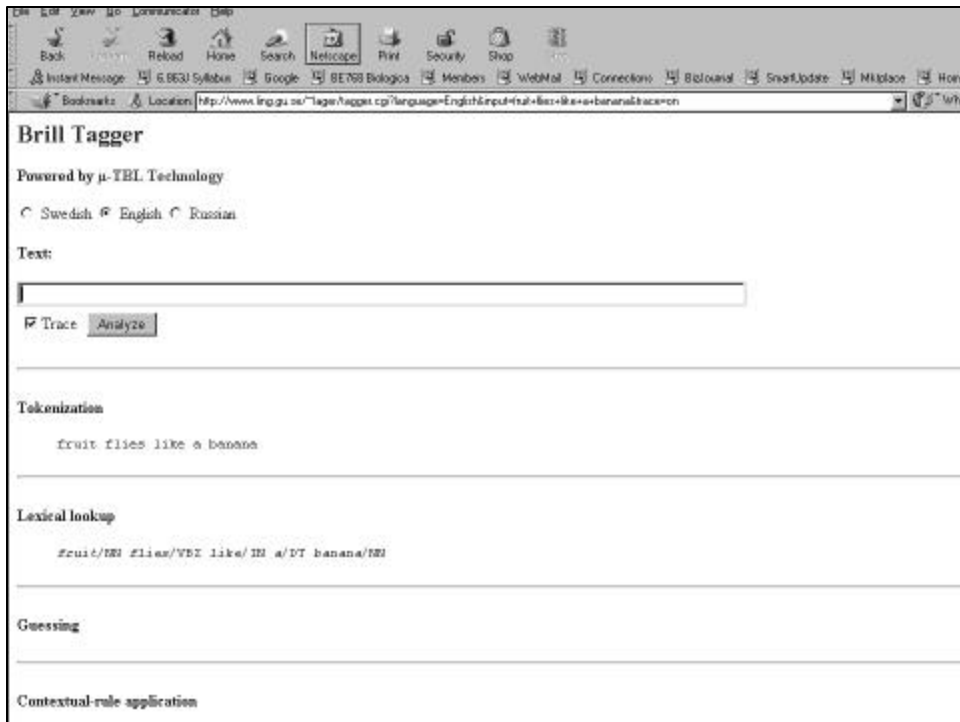 File Edit View Go Communicator Help
Back Reload Home Search Netscape Print Security Shop
Instant Message 6.863J Syllabus Google BE768 Biologica Members WebMail Connections BizJournal SmartUpdate Mktplace Hom
Bookmarks Location: http://www.ling.gu.se/~lager/tagger.cgi?language=English&input=fruit+flies+like+a+banana&trace=on Wh
Brill Tagger
Powered by µ-TBL Technology
Swedish English Russian
Text:
Trace Analyze
Tokenization
fruit flies like a banana
Lexical lookup
fruit/NN flies/VBZ like/IN a/DT banana/NN
Guessing
Contextual-rule application